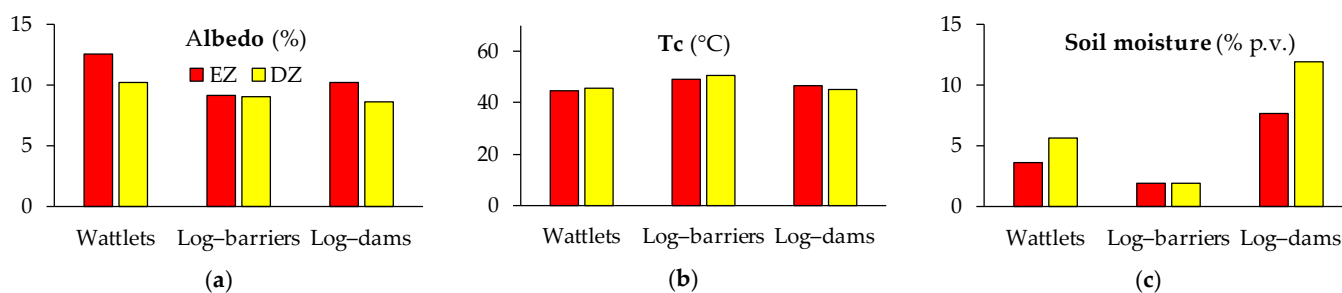 Albedo (%)
EZ DZ
15
10
5
0
Wattlets Log–barriers Log–dams
(a)
Tc (°C)
60
40
20
0
Wattlets Log–barriers Log–dams
(b)
Soil moisture (% p.v.)
15
10
5
0
Wattlets Log–barriers Log–dams
(c)